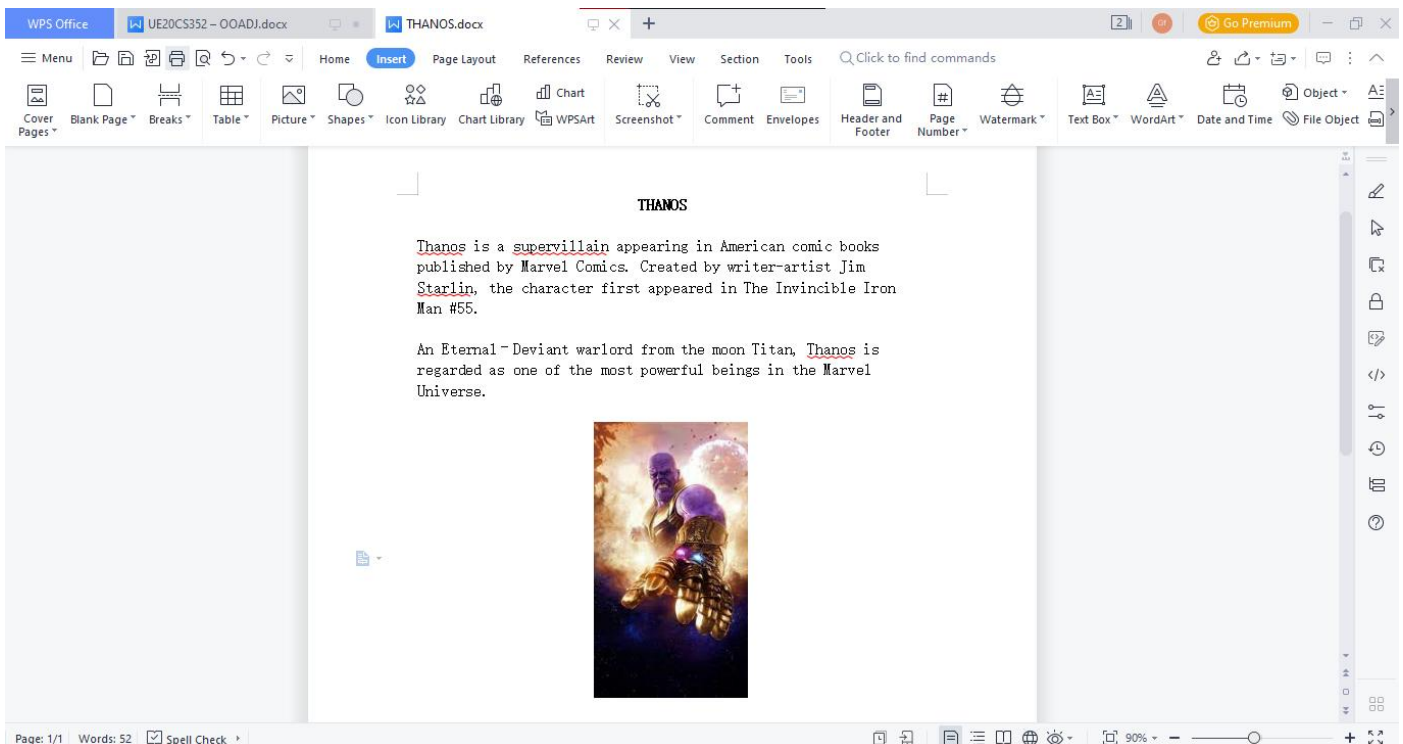 WPS Office UE20CS352 – OOADJ.docx THANOS.docx 2 Go Premium
Menu Home Insert Page Layout References Review View Section Tools Click to find commands
Chart Object
Cover Pages Blank Page Breaks Table Picture Shapes Icon Library Chart Library WPSArt Screenshot Comment Envelopes Header and Footer Page Number Watermark Text Box WordArt Date and Time File Object
THANOS
Thanos is a supervillain appearing in American comic books
published by Marvel Comics. Created by writer-artist Jim
Starlin, the character first appeared in The Invincible Iron
Man #55.
An Eternal–Deviant warlord from the moon Titan, Thanos is
regarded as one of the most powerful beings in the Marvel
Universe.
Page: 1/1 Words: 52 Spell Check 90%